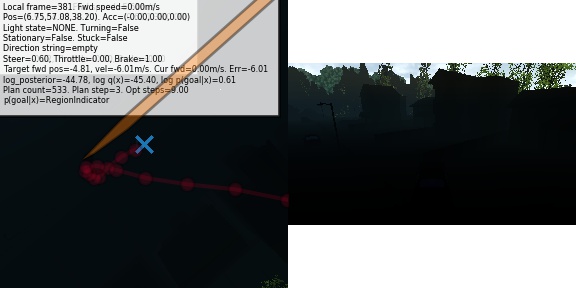 Local frame=381. Fwd speed=0.00m/s
Pos=(6.75,57.08,38.20). Acc=(-0.00,0.00,0.00)
Light state=NONE. Turning=False
Stationary=False. Stuck=False
Direction string=empty
Steer=0.60, Throttle=0.00, Brake=1.00
Target fwd pos=-4.81, vel=-6.01m/s. Cur fwd=0.00m/s. Err=-6.01
log_posterior=-44.78, log q(x)=-45.40, log p(goal|x)=0.61
Plan count=533. Plan step=3. Opt steps=9.00
p(goal|x)=RegionIndicator